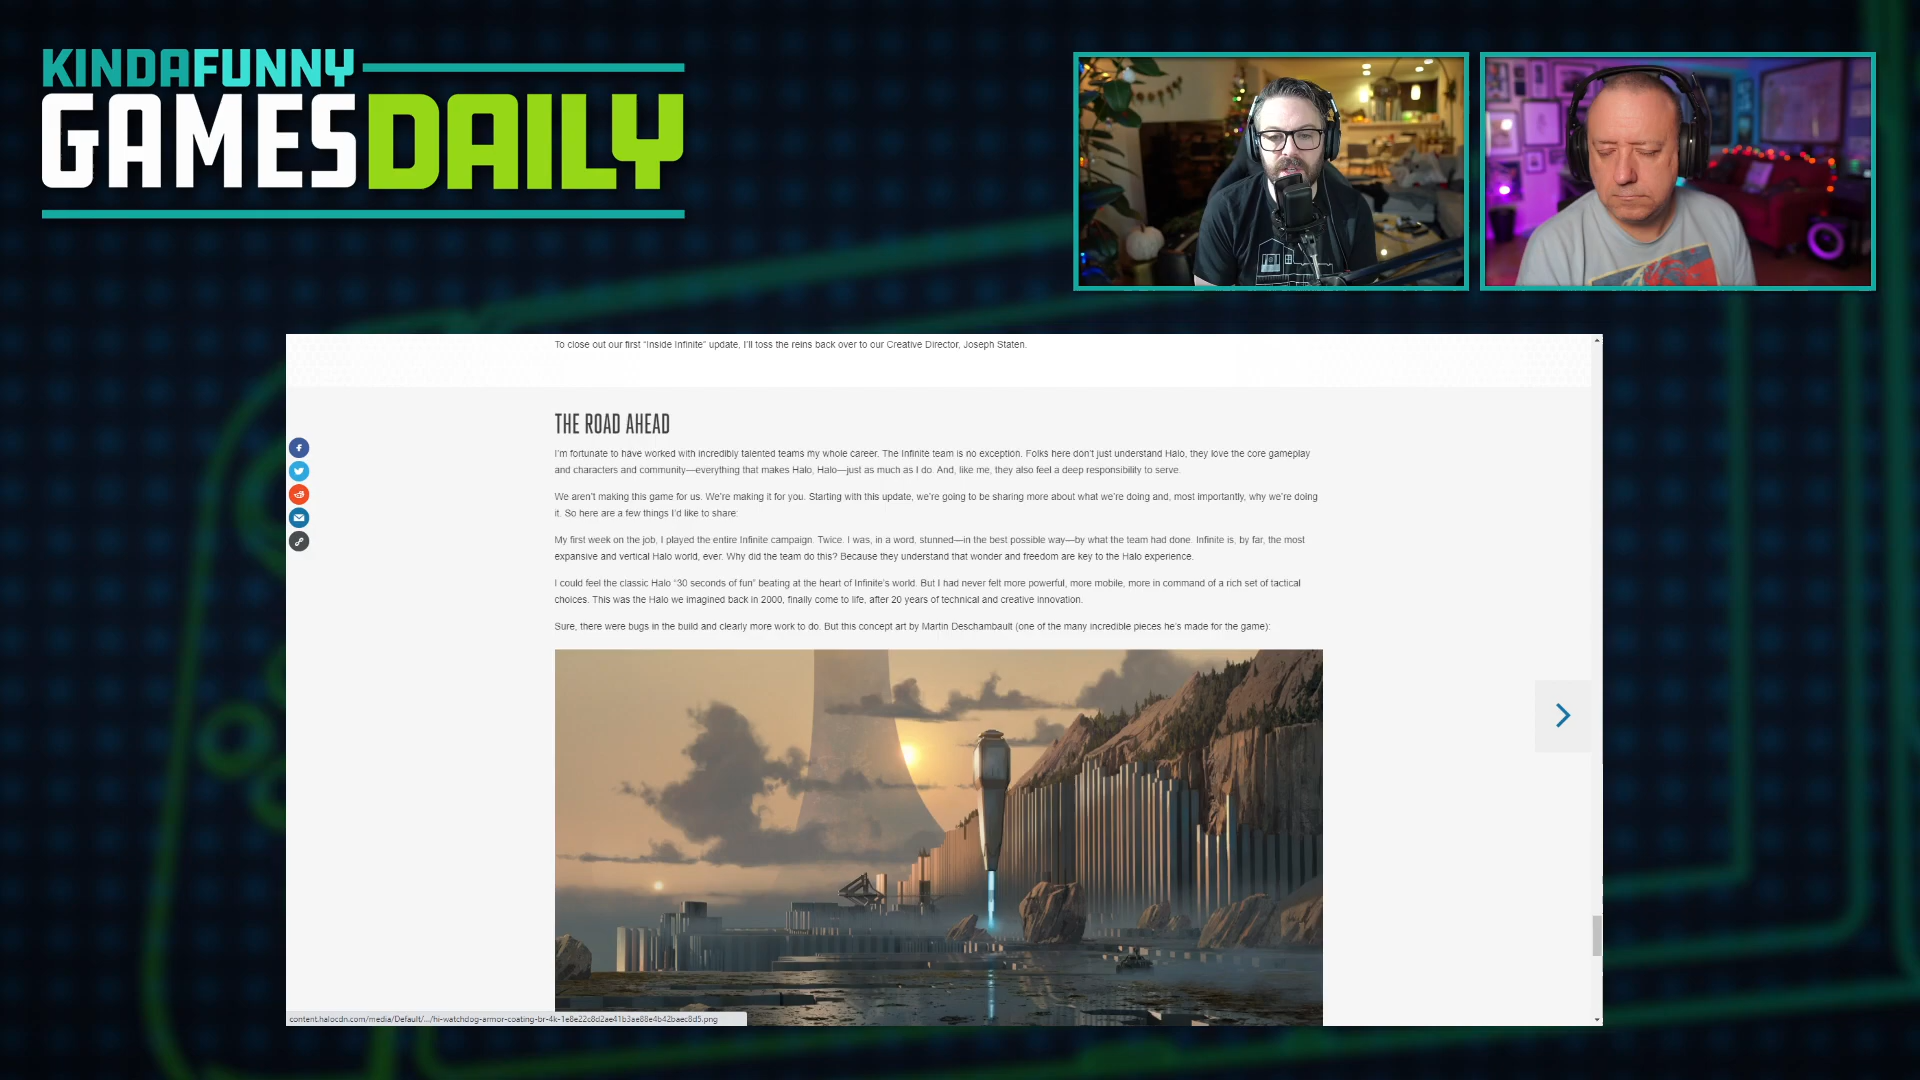 KINDAFUNNY
GAMESDAILY
To close out our first “Inside Infinite” update, I’ll toss the reins back over to our Creative Director, Joseph Staten.
THE ROAD AHEAD
I’m fortunate to have worked with incredibly talented teams my whole career. The Infinite team is no exception. Folks here don’t just understand Halo, they love the core gameplay
and characters and community—everything that makes Halo, Halo—just as much as I do. And, like me, they also feel a deep responsibility to serve.
We aren’t making this game for us. We’re making it for you. Starting with this update, we’re going to be sharing more about what we’re doing and, most importantly, why we’re doing
it. So here are a few things I’d like to share:
My first week on the job, I played the entire Infinite campaign. Twice. I was, in a word, stunned—in the best possible way—by what the team had done. Infinite is, by far, the most
expansive and vertical Halo world, ever. Why did the team do this? Because they understand that wonder and freedom are key to the Halo experience.
I could feel the classic Halo “30 seconds of fun” beating at the heart of Infinite’s world. But I had never felt more powerful, more mobile, more in command of a rich set of tactical
choices. This was the Halo we imagined back in 2000, finally come to life, after 20 years of technical and creative innovation.
Sure, there were bugs in the build and clearly more work to do. But this concept art by Martin Deschambault (one of the many incredible pieces he’s made for the game):
content.halocdn.com/media/Default/.../hi-watchdog-armor-coating-br-4k-1e8e22c8d2ae41b3ae88e4b42baec8d5.png